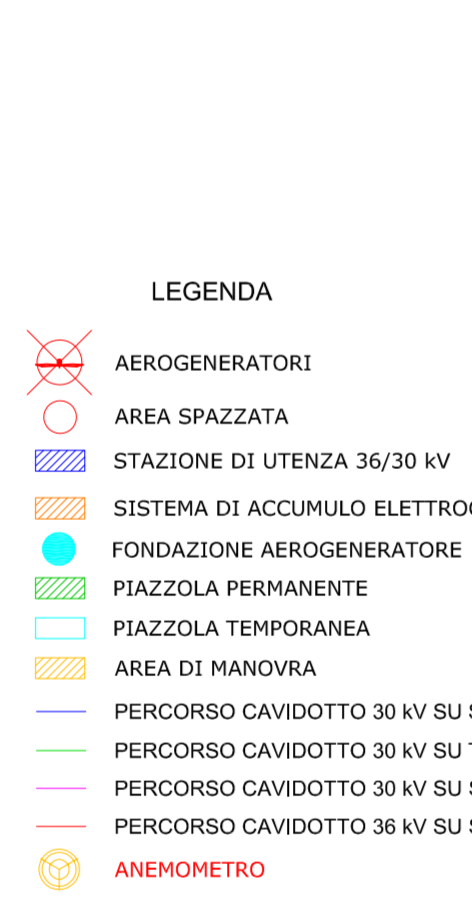 LEGENDA
AEROGENERATORI
AREA SPAZZATA
STAZIONE DI UTENZA 36/30 kV
SISTEMA DI ACCUMULO
FONDAZIONE AEROGENERATORE
PIAZZOLA PERMANENTE
PIAZZOLA TEMPORANEA
AREA DI MANOVRA
PERCORSO CAVIDOTTO 30 kV SU
PERCORSO CAVIDOTTO 30 kV SU
PERCORSO CAVIDOTTO 30 kV SU
PERCORSO CAVIDOTTO 36 kV SU
ANEMOMETRO